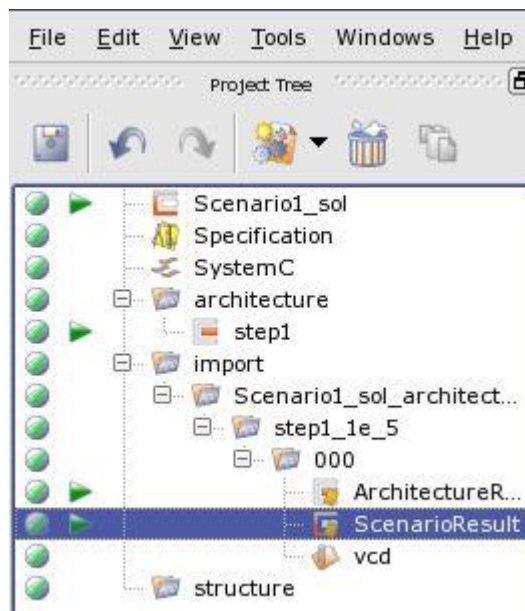 File Edit View Tools Windows Help
Project Tree
Scenario1_sol
Specification
SystemC
architecture
step1
import
Scenario1_sol_architect...
step1_1e_5
000
ArchitectureR...
ScenarioResult
vcd
structure